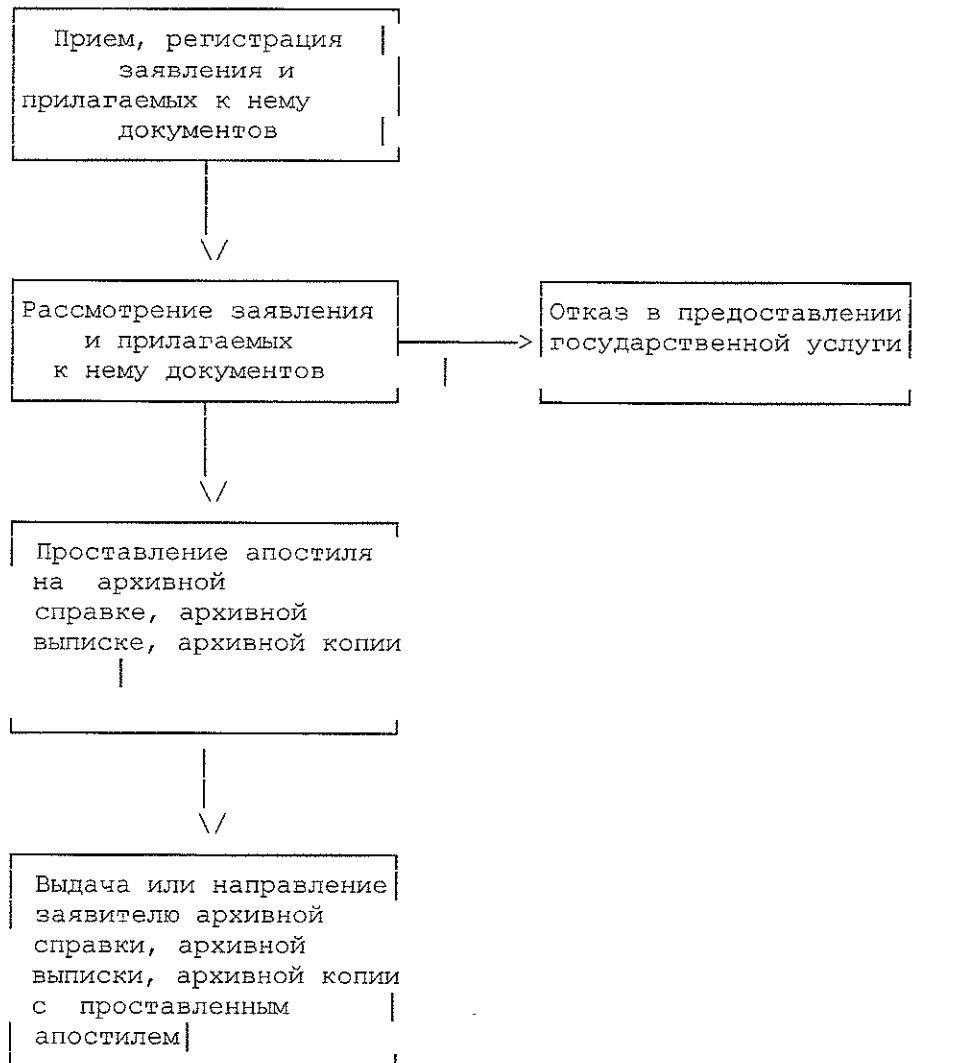 Прием, регистрация
заявления и
прилагаемых к нему
документов
Рассмотрение заявления
и прилагаемых
к нему документов
Отказ в предоставлении
государственной услуги
Проставление апостиля
на архивной
справке, архивной
выписке, архивной копии
Выдача или направление
заявителю архивной
справки, архивной
выписки, архивной копии
с проставленным
апостилем